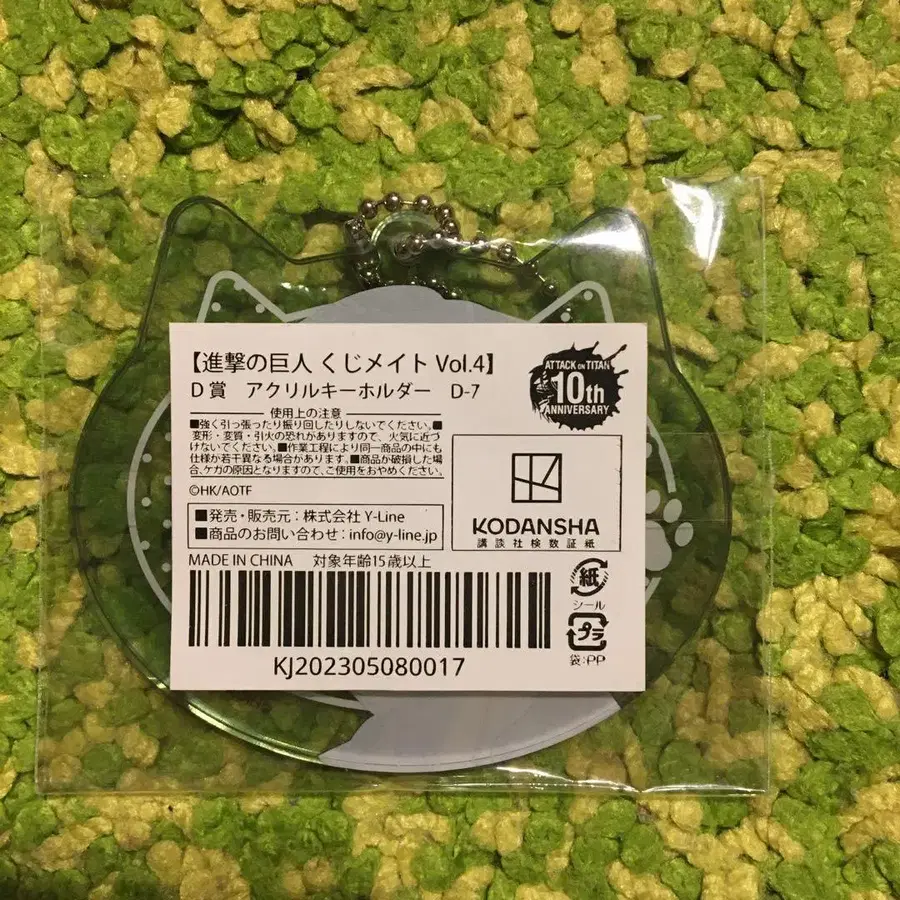 【進撃の巨人 くじメイト Vol.4】
D賞　アクリルキーホルダー　D-7
ATTACK ON TITAN
10th
ANNIVERSARY
使用上の注意
■強く引っ張ったり振り回したりしないでください。■
変形・変質・引火の恐れがありますので、火気に近づ
けないでください。■作業工程により同一商品の中にも
仕様が若干異なる場合があります。■商品が破損した場
合、ケガの原因となりますので、ご使用をおやめください。
©HK/AOTF
■発売・販売元：株式会社 Y-Line
■商品のお問い合わせ：info@y-line.jp
KODANSHA
講談社検数証紙
MADE IN CHINA　対象年齢15歳以上
紙
シール
プラ
袋:PP
KJ202305080017